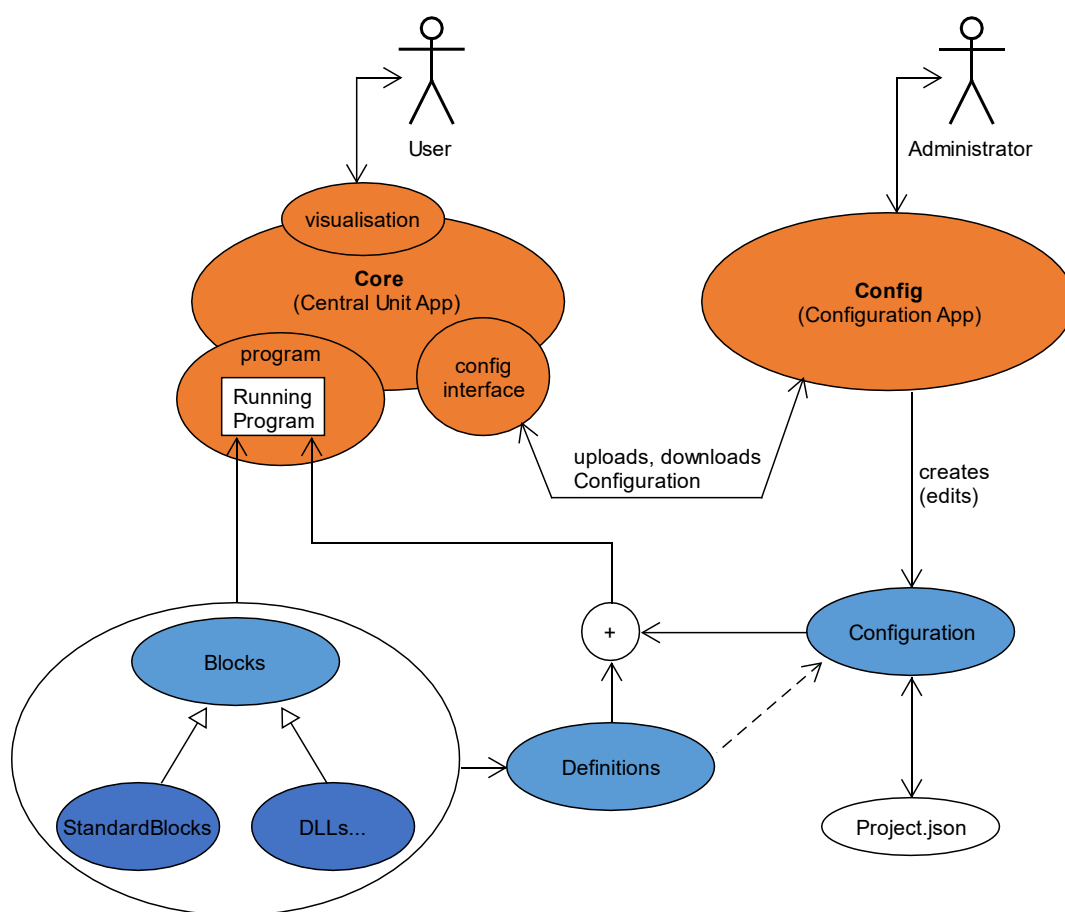 User
Administrator
visualisation
Core
(Central Unit App)
Config
(Configuration App)
program
Running
Program
config
interface
uploads, downloads
Configuration
creates
(edits)
+
Configuration
Blocks
Definitions
StandardBlocks
DLLs...
Project.json